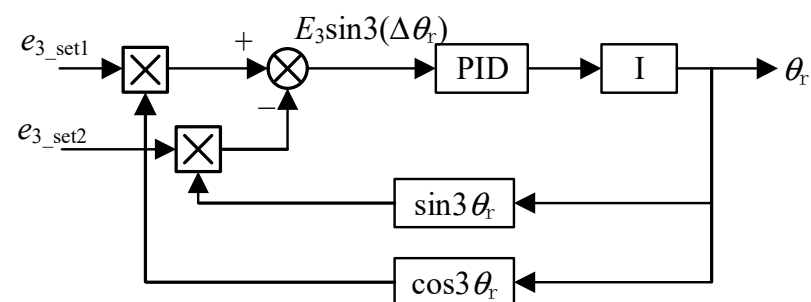 e3_set1
+
E3sin3(Δθr)
PID
I
θr
−
e3_set2
sin3θr
cos3θr